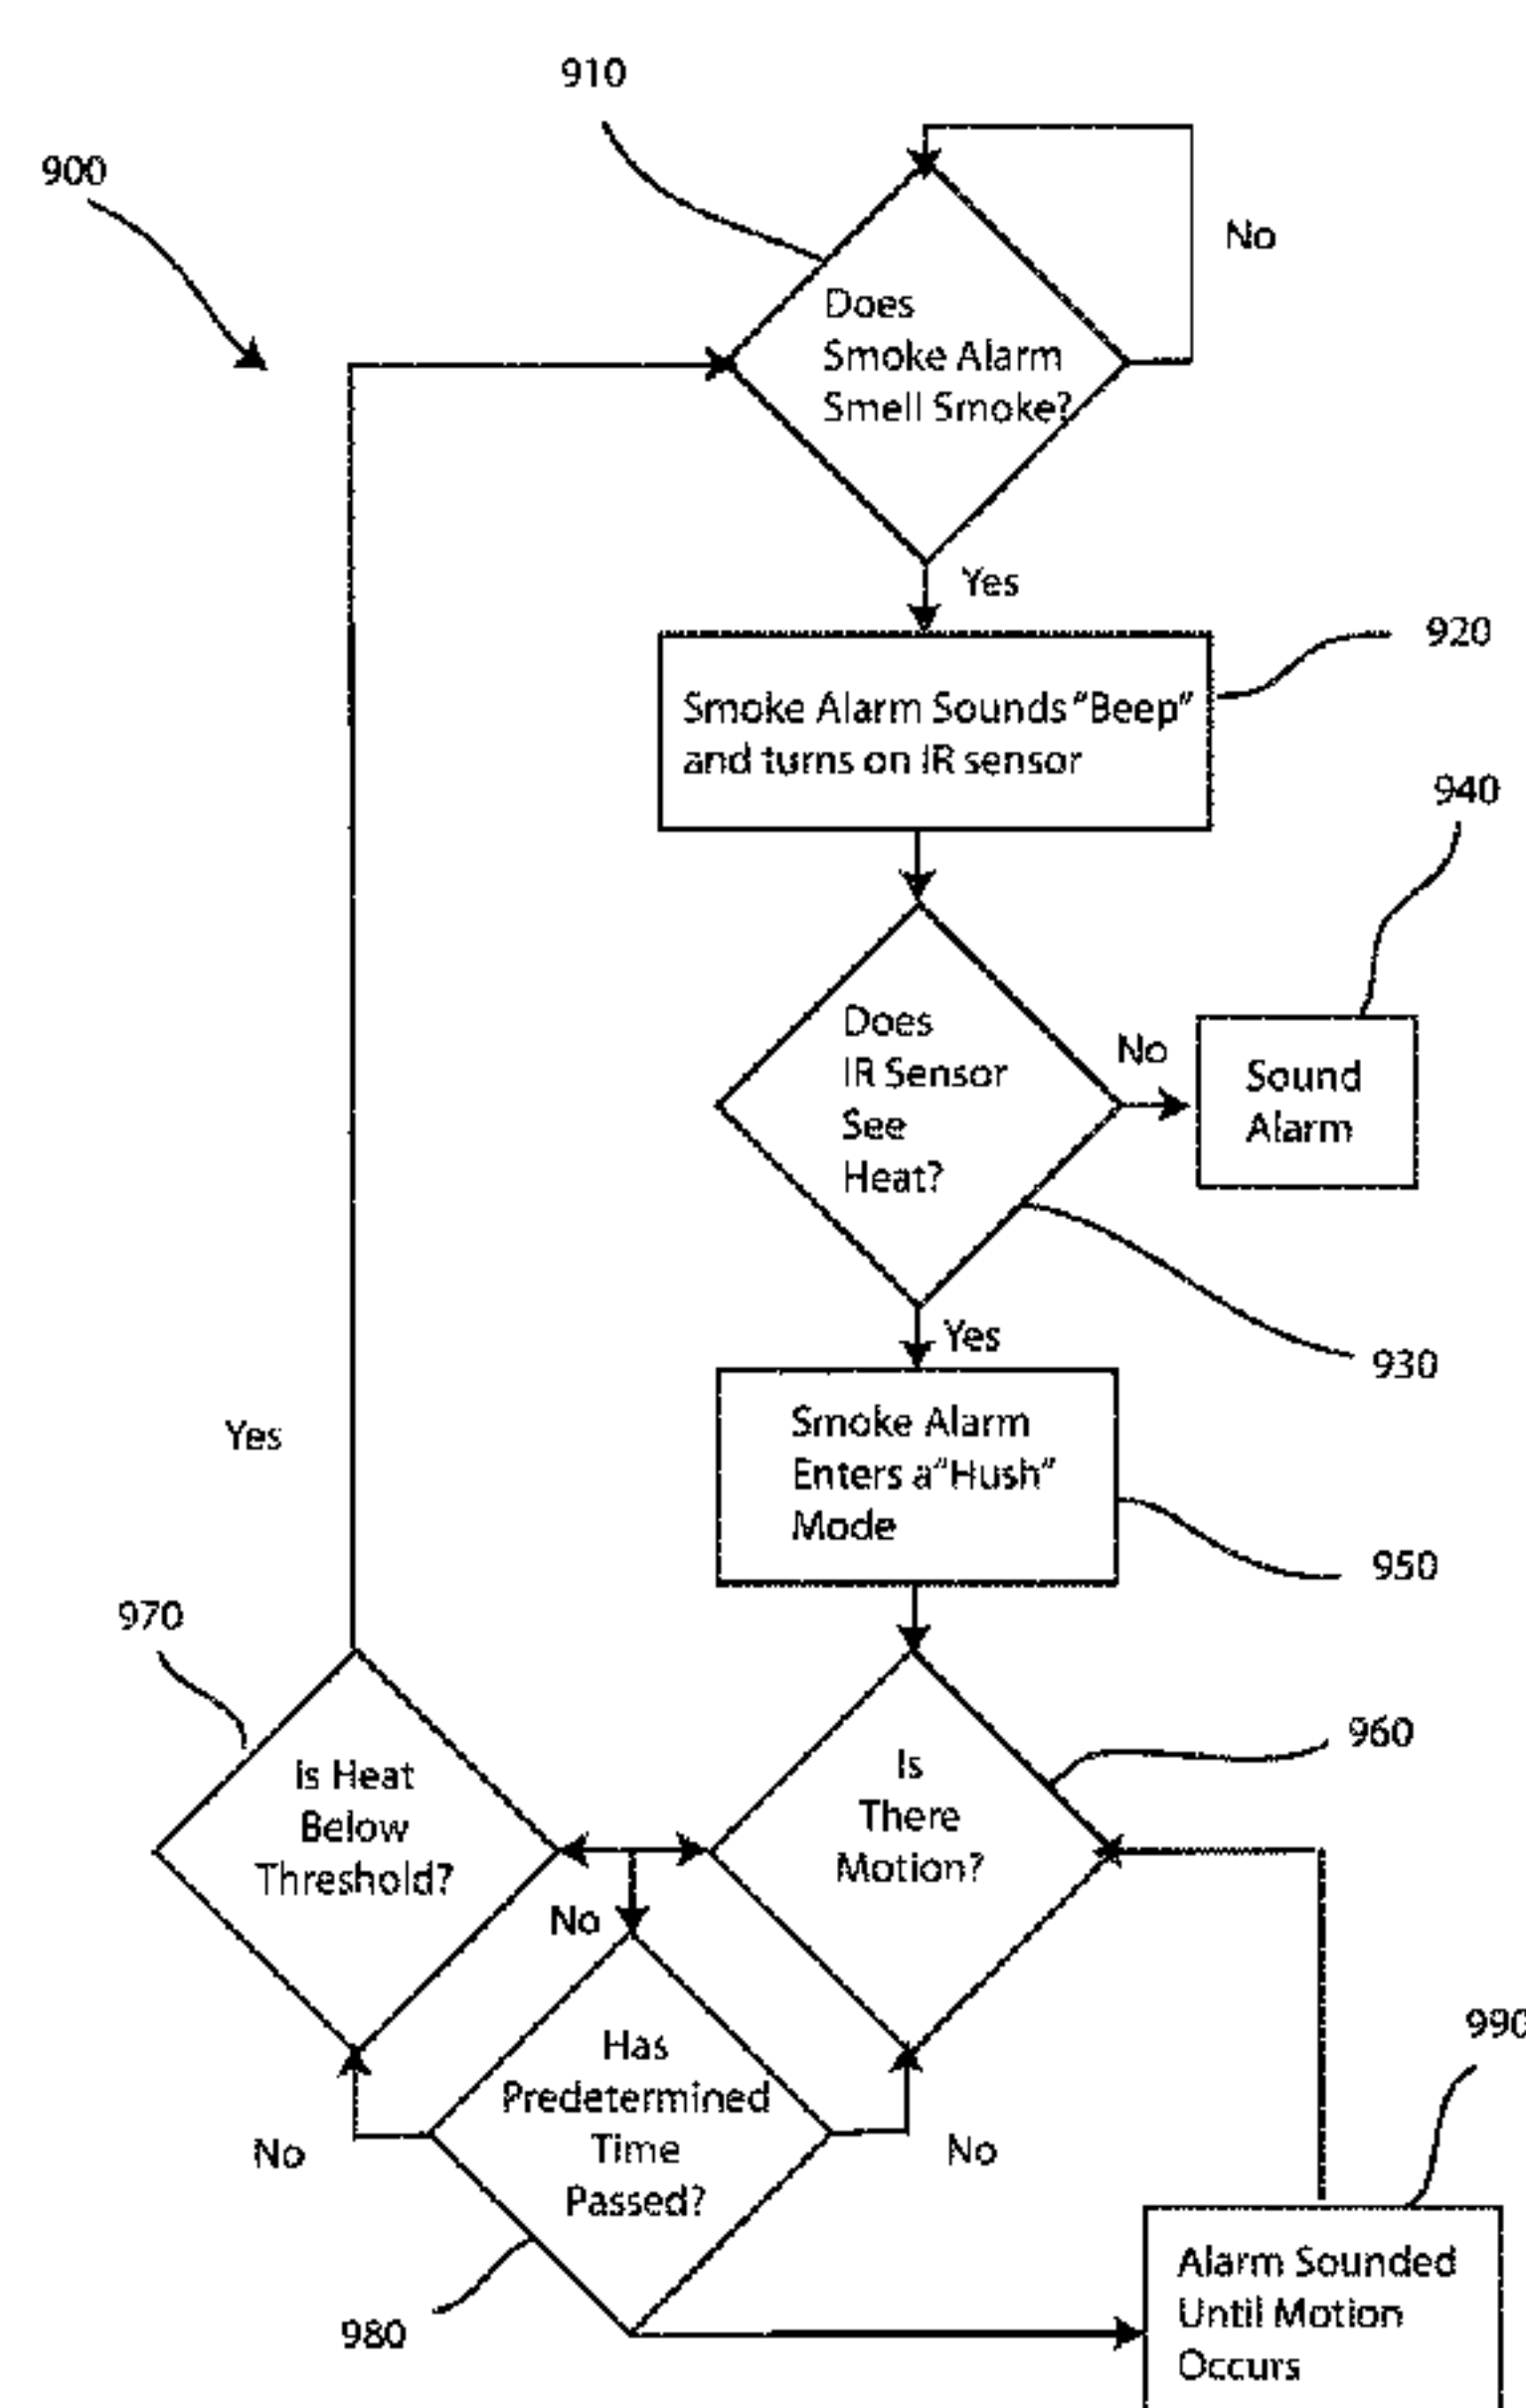 910
900
No
Does
Smoke Alarm
Smell Smoke?
Yes
920
Smoke Alarm Sounds "Beep"
and turns on IR sensor
940
Does
IR Sensor
See
Heat?
No
Sound
Alarm
Yes
930
Smoke Alarm
Enters a "Hush"
Mode
950
Yes
970
960
Is Heat
Below
Threshold?
Is
There
Motion?
No
990
Has
Predetermined
Time
Passed?
No
No
980
Alarm Sounded
Until Motion
Occurs